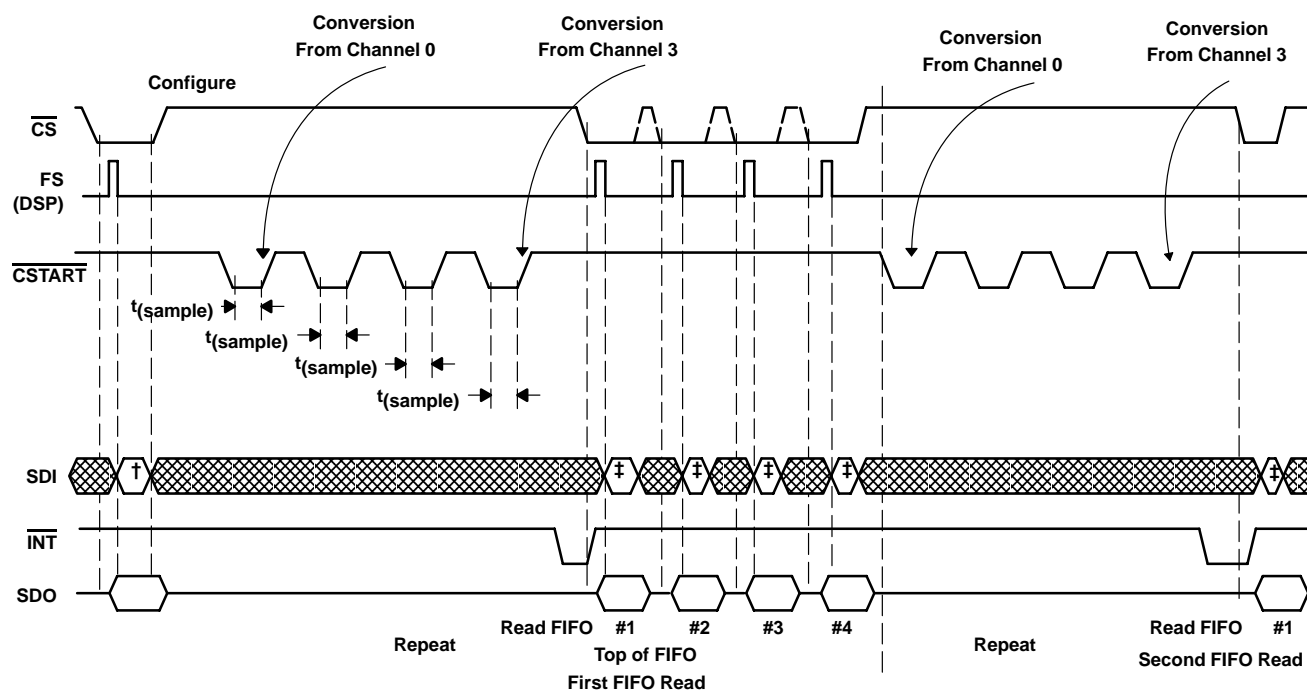 Conversion
From Channel 0
Conversion
From Channel 3
Conversion
From Channel 0
Conversion
From Channel 3
Configure
CS
FS
(DSP)
CSTART
t(sample)
t(sample)
t(sample)
t(sample)
SDI † ‡ ‡ ‡ ‡ ‡
INT
SDO
Repeat Read FIFO #1 #2 #3 #4 Repeat Read FIFO #1
Top of FIFO
First FIFO Read
Second FIFO Read